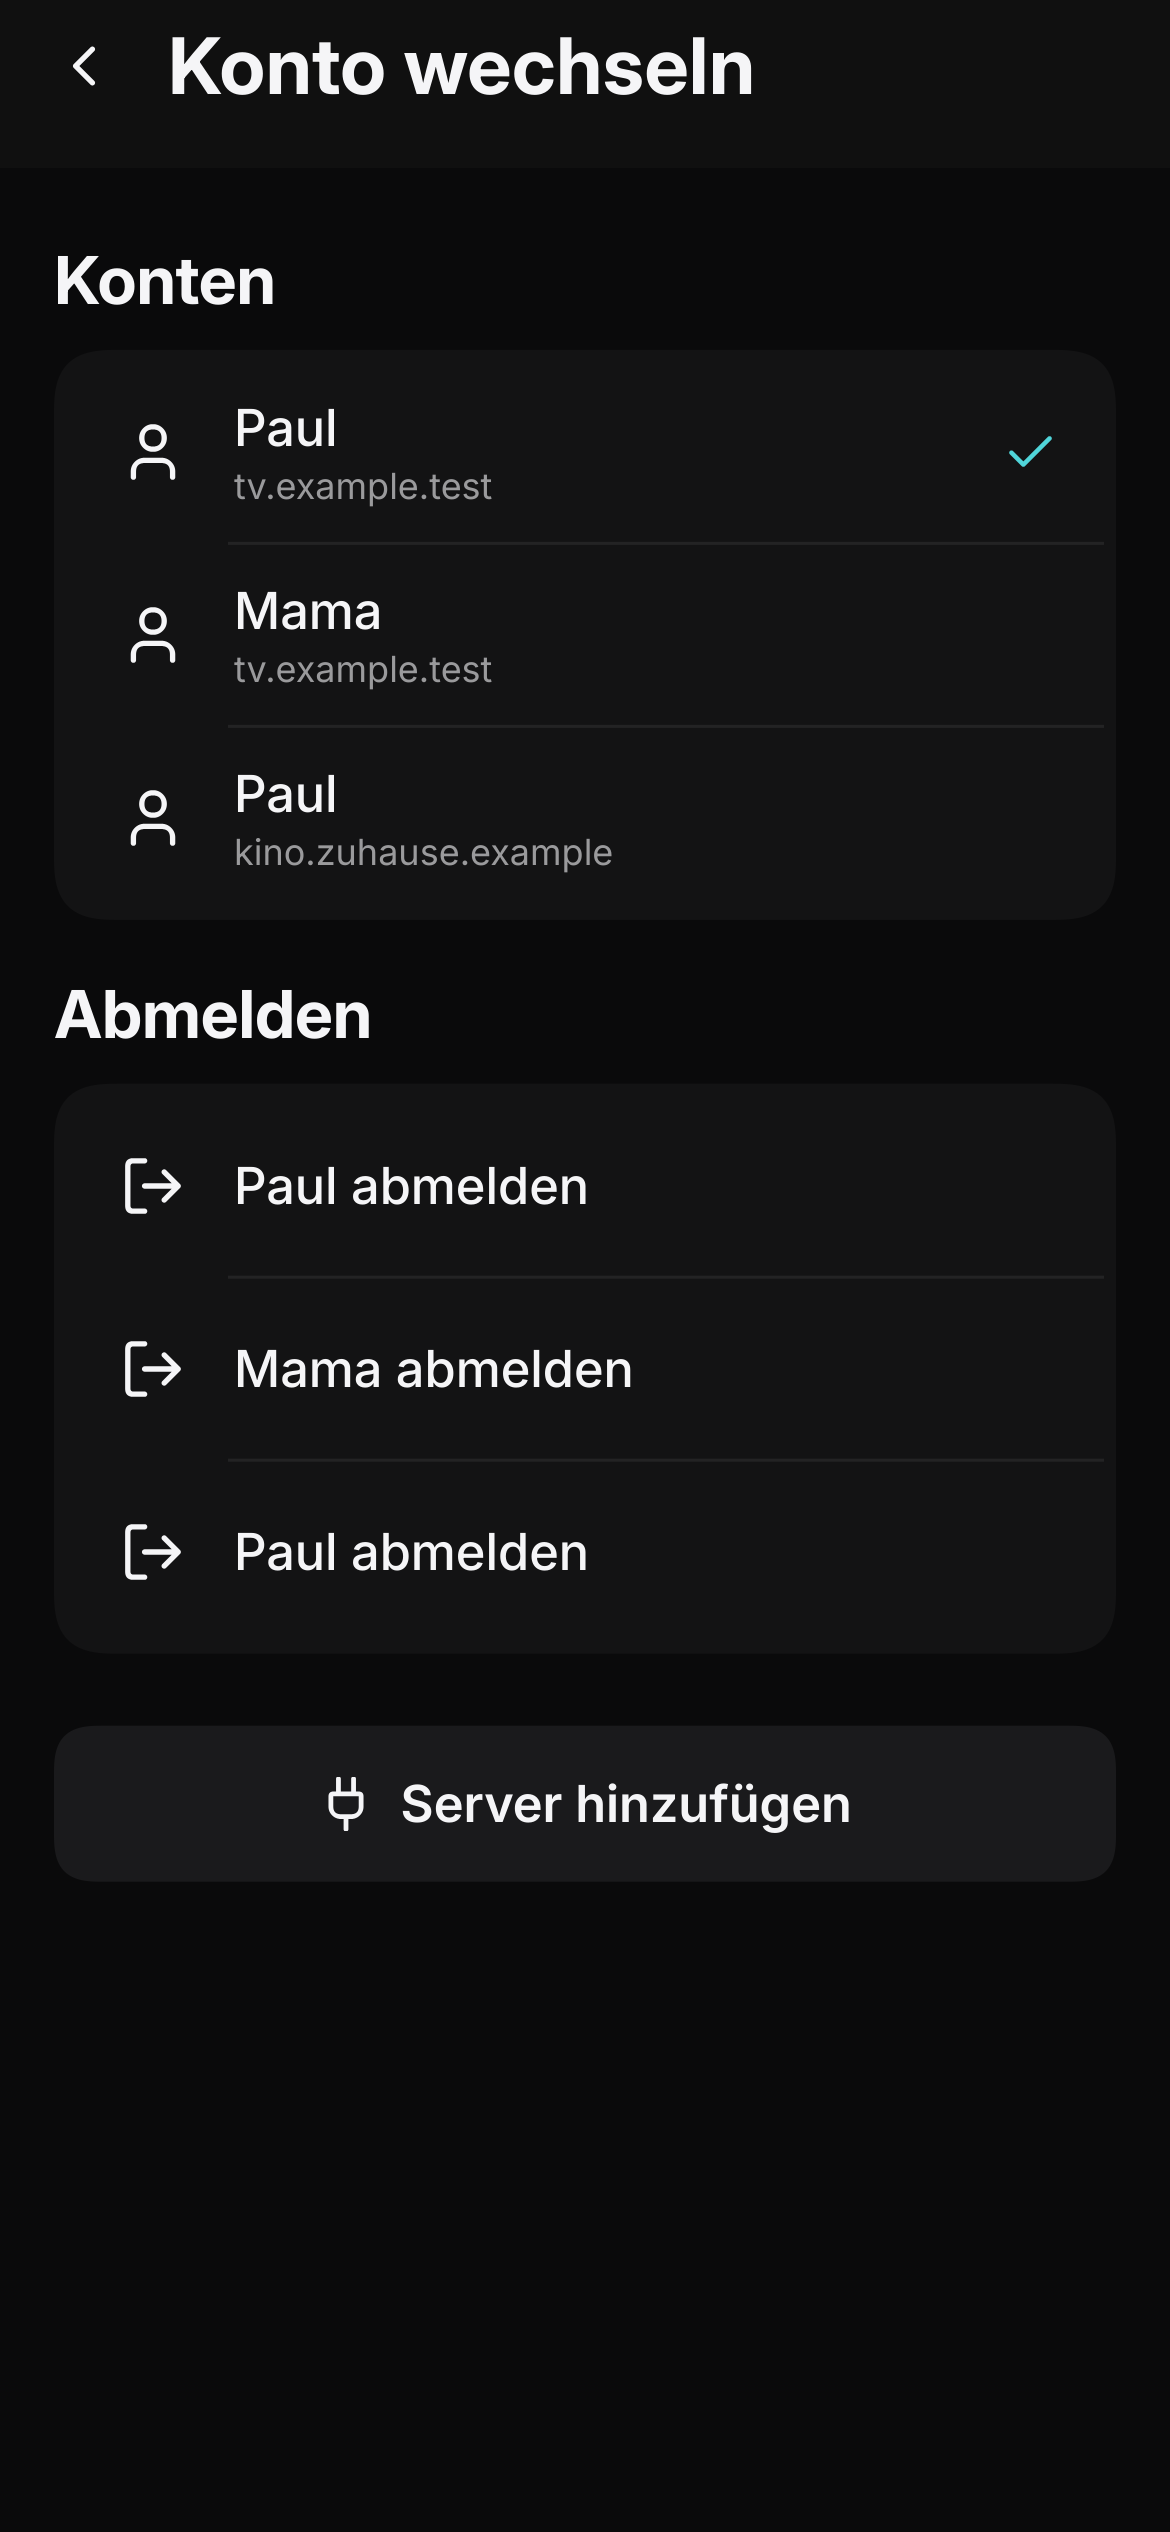 Konto wechseln
Konten
Paul
tv.example.test
Mama
tv.example.test
Paul
kino.zuhause.example
Abmelden
Paul abmelden
Mama abmelden
Paul abmelden
Server hinzufügen